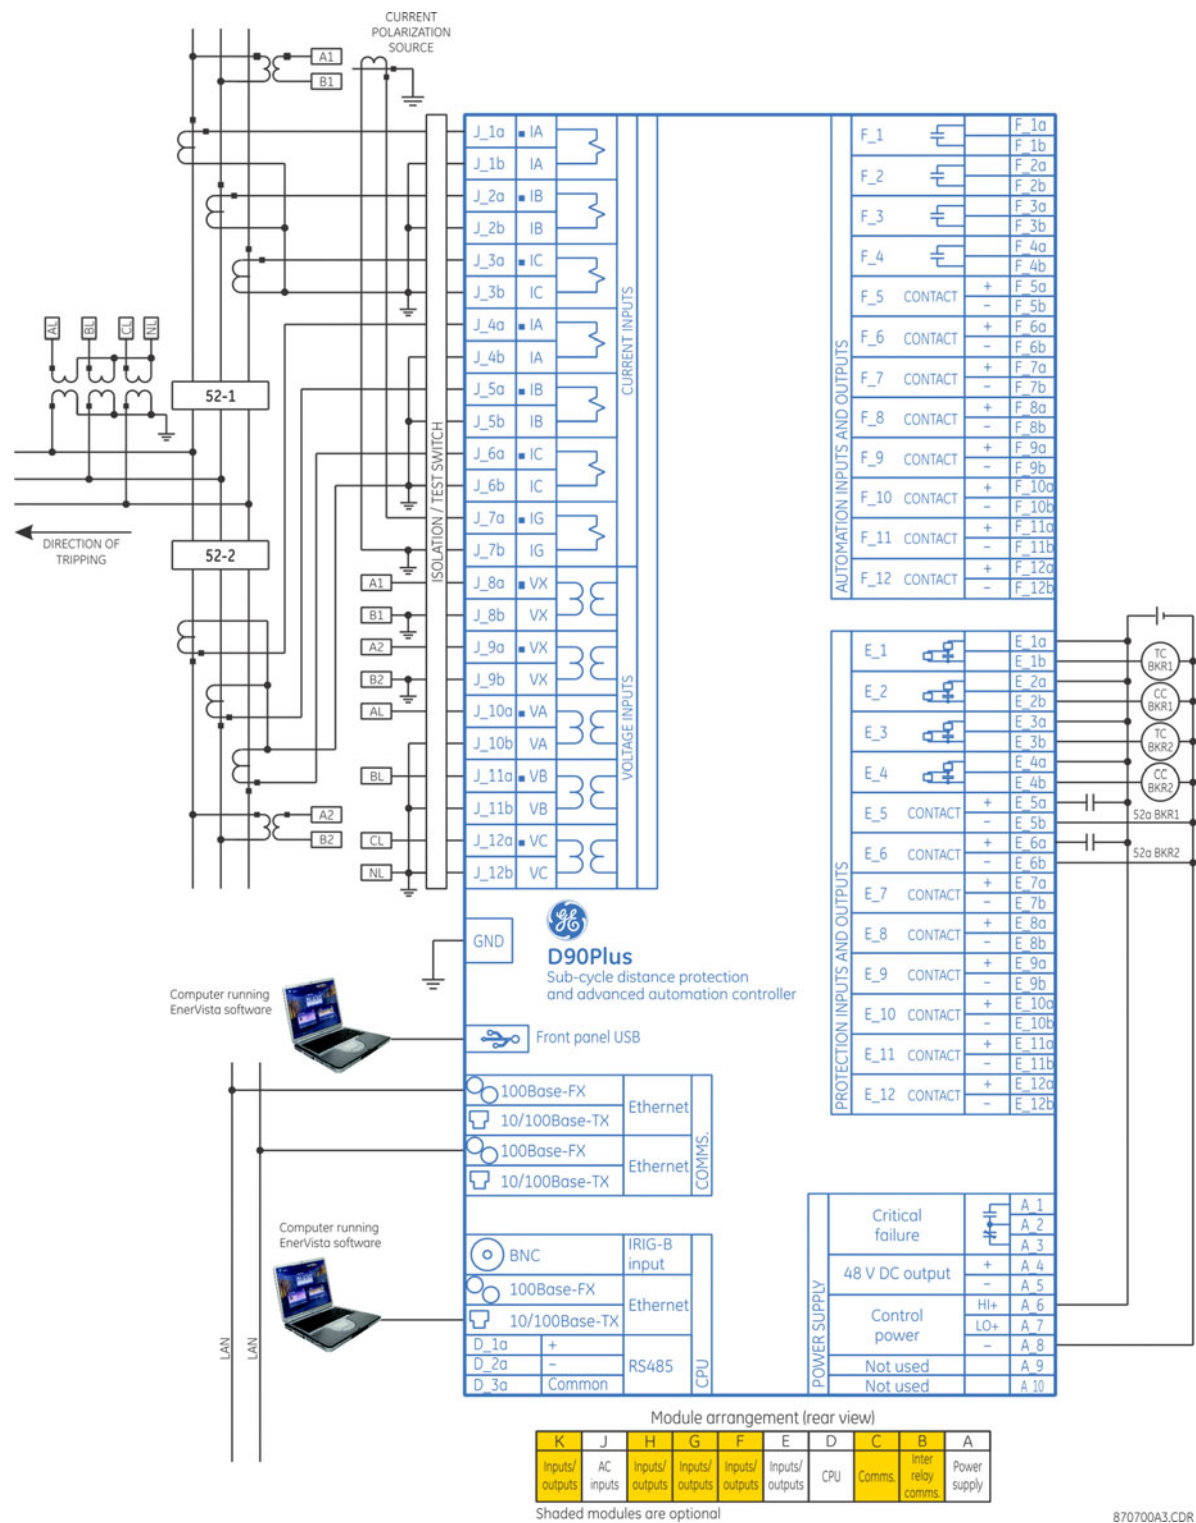 CURRENT
POLARIZATION
SOURCE
A1
B1
AL
BL
CL
NL
52-1
DIRECTION OF
TRIPPING
52-2
A2
B2
A1
B1
A2
B2
AL
BL
CL
NL
ISOLATION / TEST SWITCH
J_1a IA
J_1b IA
J_2a IB
J_2b IB
J_3a IC
J_3b IC
J_4a IA
J_4b IA
J_5a IB
J_5b IB
J_6a IC
J_6b IC
J_7a IG
J_7b IG
CURRENT INPUTS
J_8a VX
J_8b VX
J_9a VX
J_9b VX
J_10a VA
J_10b VA
J_11a VB
J_11b VB
J_12a VC
J_12b VC
VOLTAGE INPUTS
AUTOMATION INPUTS AND OUTPUTS
F_1 F_1a
F_1b
F_2 F_2a
F_2b
F_3 F_3a
F_3b
F_4 F_4a
F_4b
F_5 CONTACT + F_5a
- F_5b
F_6 CONTACT + F_6a
- F_6b
F_7 CONTACT + F_7a
- F_7b
F_8 CONTACT + F_8a
- F_8b
F_9 CONTACT + F_9a
- F_9b
F_10 CONTACT + F_10a
- F_10b
F_11 CONTACT + F_11a
- F_11b
F_12 CONTACT + F_12a
- F_12b
PROTECTION INPUTS AND OUTPUTS
E_1 E_1a
E_1b
E_2 E_2a
E_2b
E_3 E_3a
E_3b
E_4 E_4a
E_4b
E_5 CONTACT + E_5a
- E_5b
E_6 CONTACT + E_6a
- E_6b
E_7 CONTACT + E_7a
- E_7b
E_8 CONTACT + E_8a
- E_8b
E_9 CONTACT + E_9a
- E_9b
E_10 CONTACT + E_10a
- E_10b
E_11 CONTACT + E_11a
- E_11b
E_12 CONTACT + E_12a
- E_12b
TC
BKR1
CC
BKR1
TC
BKR2
CC
BKR2
52a BKR1
52a BKR2
GND
GE
D90Plus
Sub-cycle distance protection
and advanced automation controller
Computer running
EnerVista software
Front panel USB
100Base-FX
10/100Base-TX
Ethernet
100Base-FX
10/100Base-TX
Ethernet
COMMS.
Computer running
EnerVista software
LAN
LAN
BNC
IRIG-B
input
100Base-FX
10/100Base-TX
Ethernet
D_1a +
D_2a -
D_3a Common
RS485
CPU
POWER SUPPLY
Critical
failure
A_1
A_2
A_3
48 V DC output + A_4
- A_5
Control
power
HI+ A_6
LO+ A_7
- A_8
Not used A_9
Not used A_10
Module arrangement (rear view)
K J H G F E D C B A
Inputs/
outputs
AC
inputs
Inputs/
outputs
Inputs/
outputs
Inputs/
outputs
Inputs/
outputs
CPU
Comms.
Inter
relay
comms.
Power
supply
Shaded modules are optional
870700A3.CDR